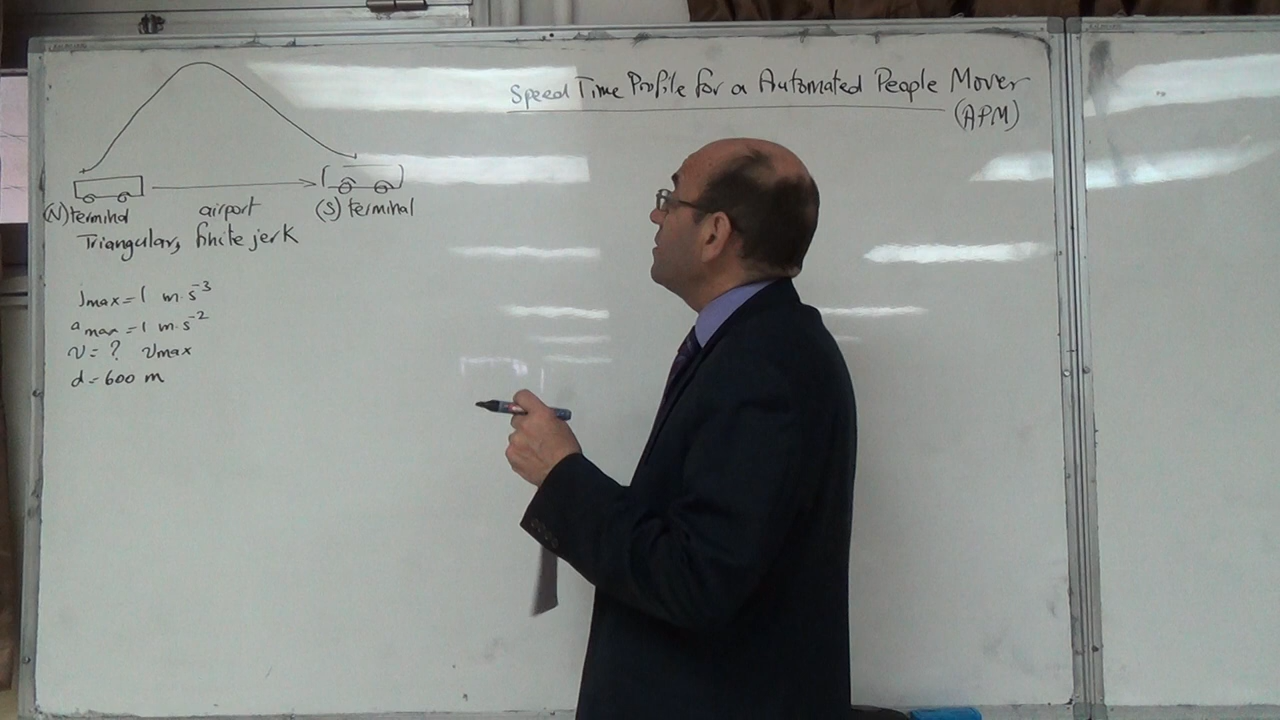 Speed Time Profile for a Automated People Mover
(APM)
(N) terminal
airport
(S) terminal
Triangular, finite jerk
jmax = 1 m·s⁻³
amax = 1 m·s⁻²
v = ? vmax
d = 600 m